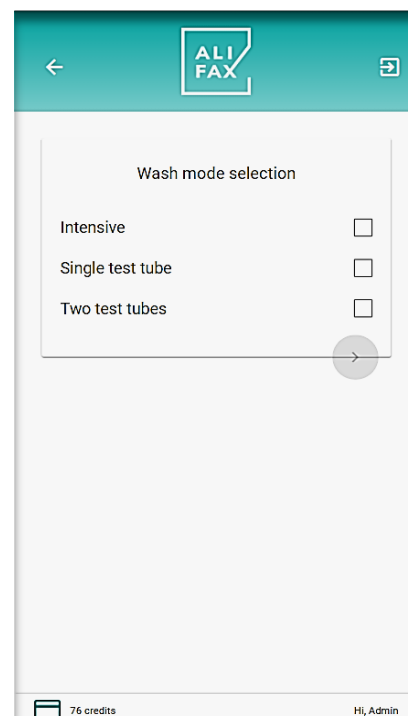 ALI
FAX
Wash mode selection
Intensive
Single test tube
Two test tubes
76 credits
Hi, Admin